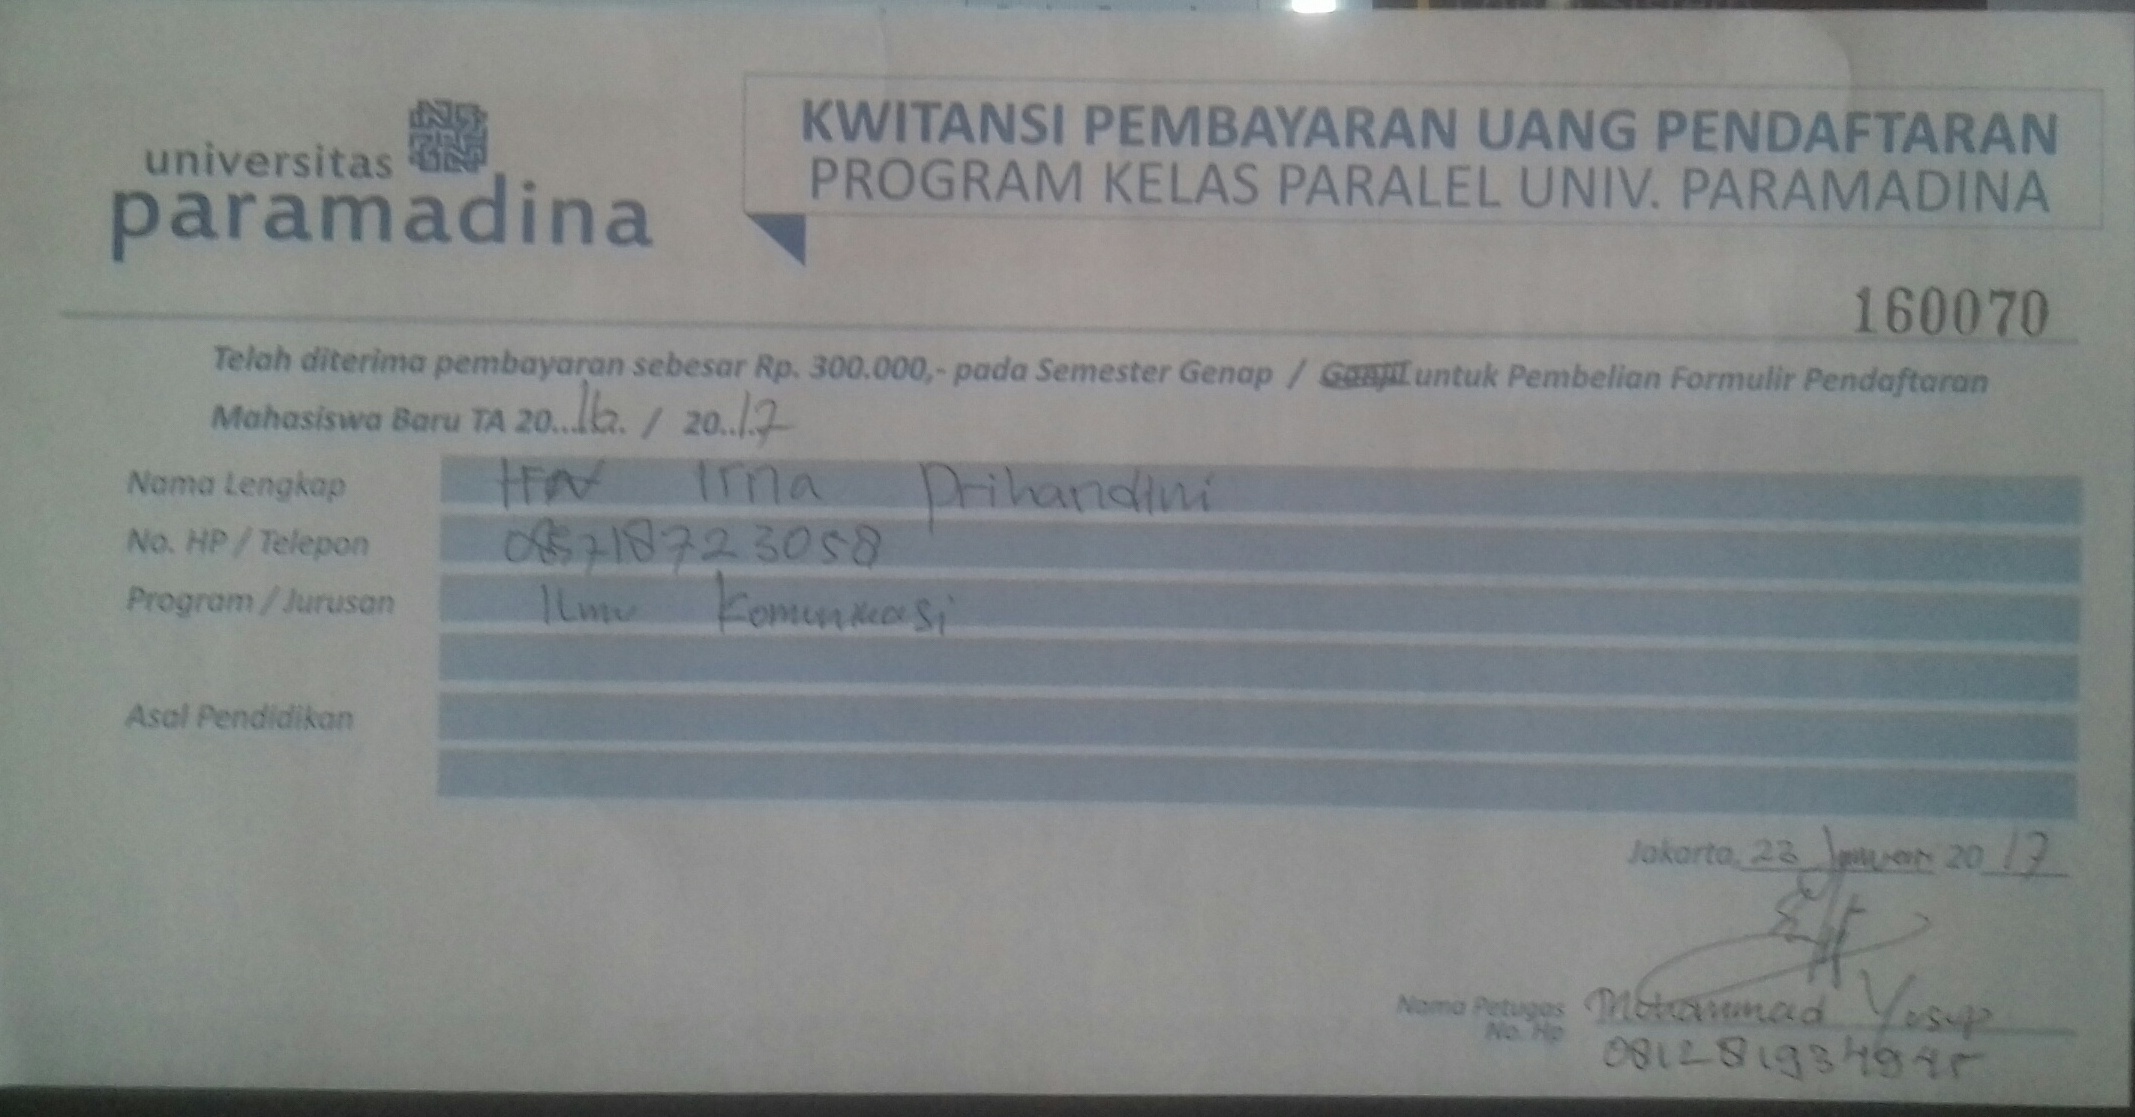 universitas
paramadina
KWITANSI PEMBAYARAN UANG PENDAFTARAN
PROGRAM KELAS PARALEL UNIV. PARAMADINA
160070
Telah diterima pembayaran sebesar Rp. 300.000,- pada Semester Genap / Ganjil untuk Pembelian Formulir Pendaftaran
Mahasiswa Baru TA 20...16. / 20..17
Nama Lengkap Irna Prihandini
No. HP / Telepon 085718723058
Program / Jurusan Ilmu Komunikasi
Asal Pendidikan
Jakarta, 23 Januari 20 17
Nama Petugas Mohammad Yusup
No. Hp 081281934945